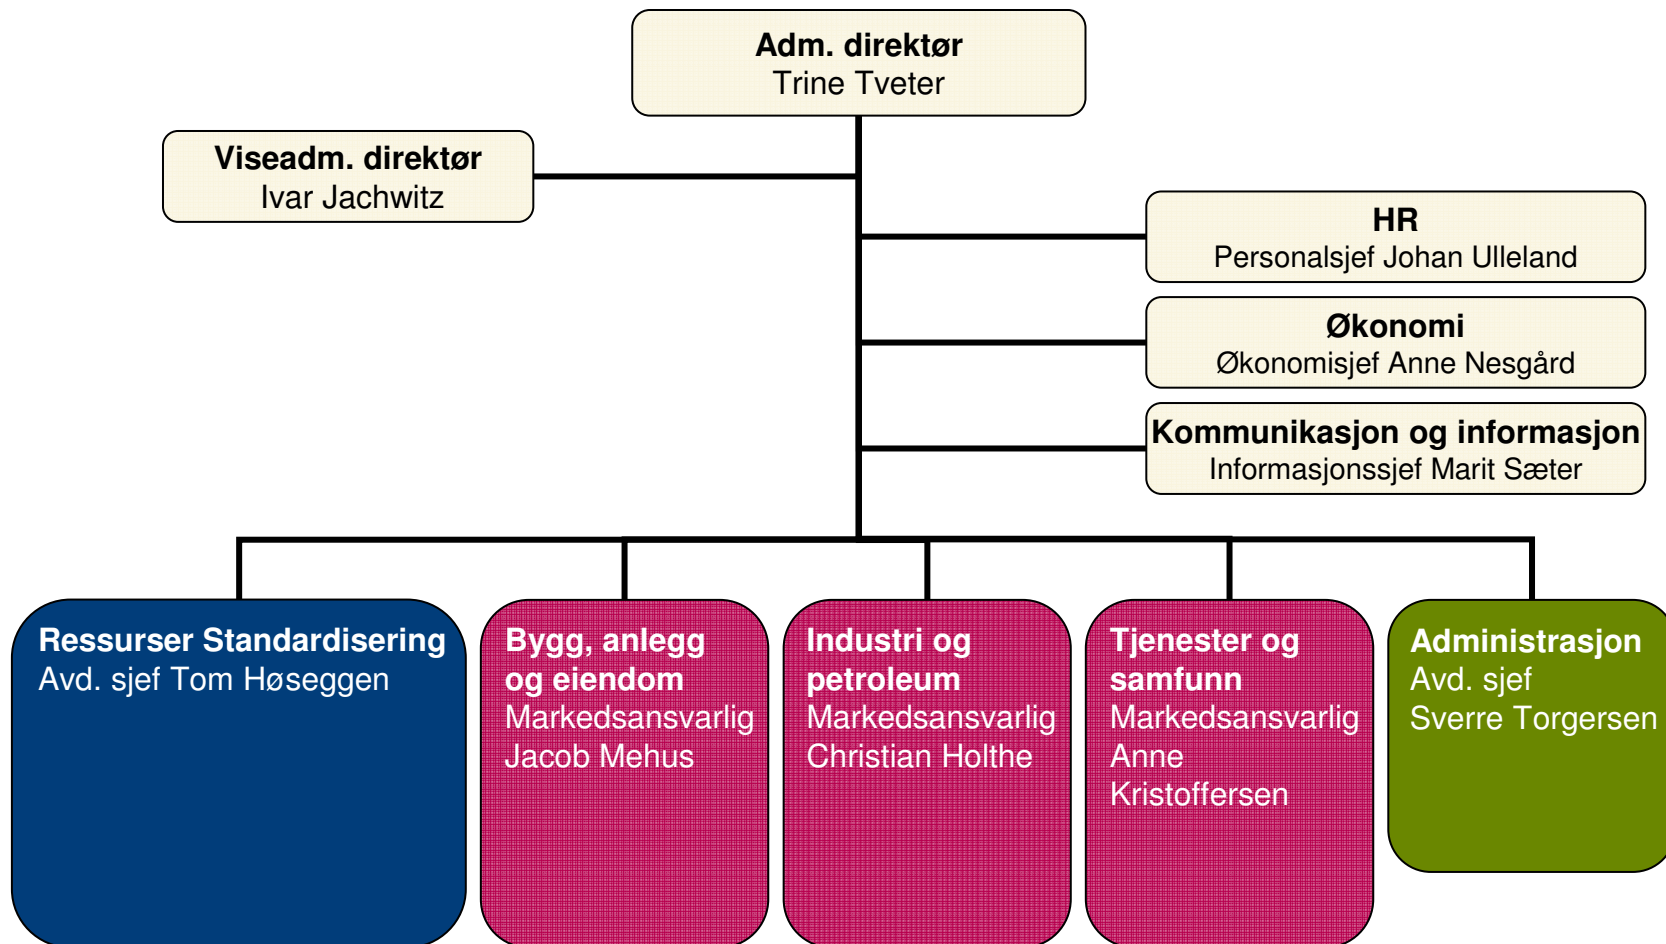 Adm. direktør
Trine Tveter
Viseadm. direktør
Ivar Jachwitz
HR
Personalsjef Johan Ulleland
Økonomi
Økonomisjef Anne Nesgård
Kommunikasjon og informasjon
Informasjonssjef Marit Sæter
Ressurser Standardisering
Avd. sjef Tom Høseggen
Bygg, anlegg
og eiendom
Markedsansvarlig
Jacob Mehus
Industri og
petroleum
Markedsansvarlig
Christian Holthe
Tjenester og
samfunn
Markedsansvarlig
Anne
Kristoffersen
Administrasjon
Avd. sjef
Sverre Torgersen